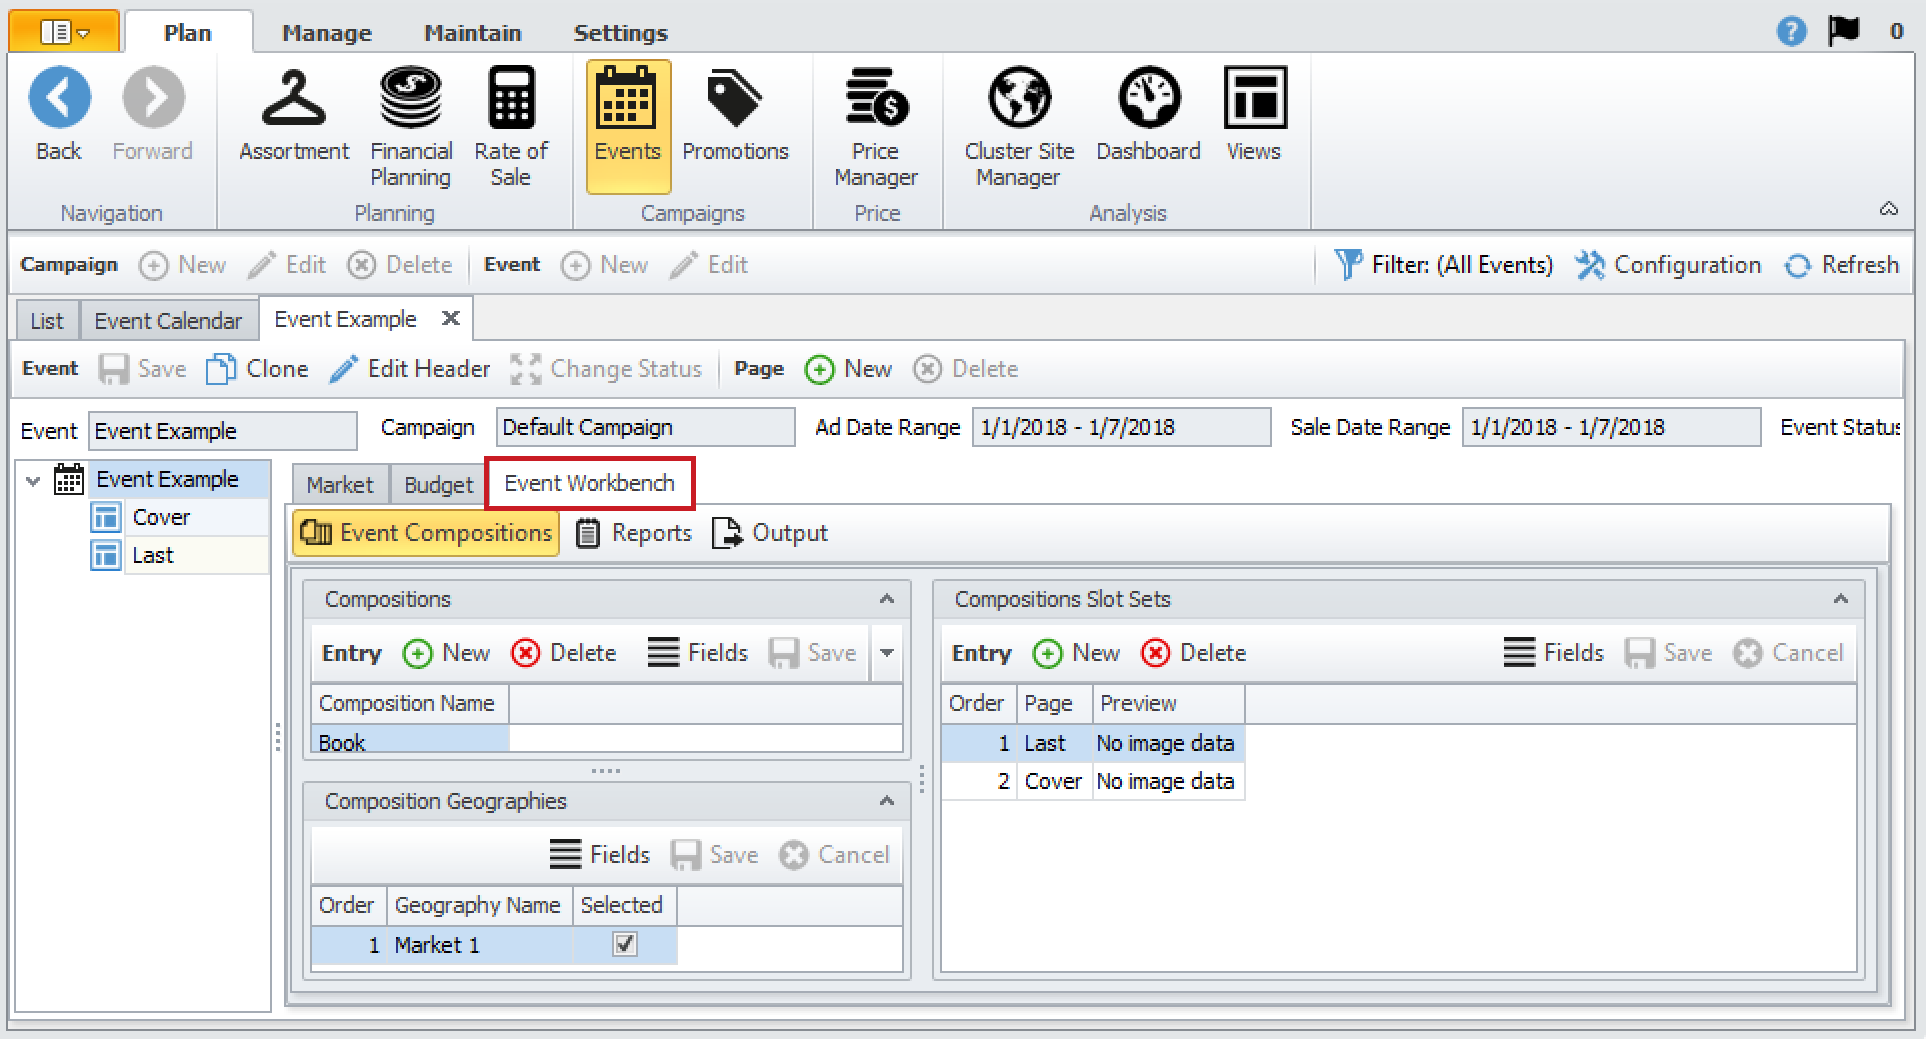 Plan Manage Maintain Settings ? 0
Back Forward Assortment Financial Planning Rate of Sale Events Promotions Price Manager Cluster Site Manager Dashboard Views
Navigation Planning Campaigns Price Analysis
Campaign New Edit Delete Event New Edit Filter: (All Events) Configuration Refresh
List Event Calendar Event Example
Event Save Clone Edit Header Change Status Page New Delete
Event Event Example Campaign Default Campaign Ad Date Range 1/1/2018 - 1/7/2018 Sale Date Range 1/1/2018 - 1/7/2018 Event Status
Event Example
Cover
Last
Market Budget Event Workbench
Event Compositions Reports Output
Compositions
Entry New Delete Fields Save
Composition Name
Book
Composition Geographies
Fields Save Cancel
Order Geography Name Selected
1 Market 1
Compositions Slot Sets
Entry New Delete Fields Save Cancel
Order Page Preview
1 Last No image data
2 Cover No image data